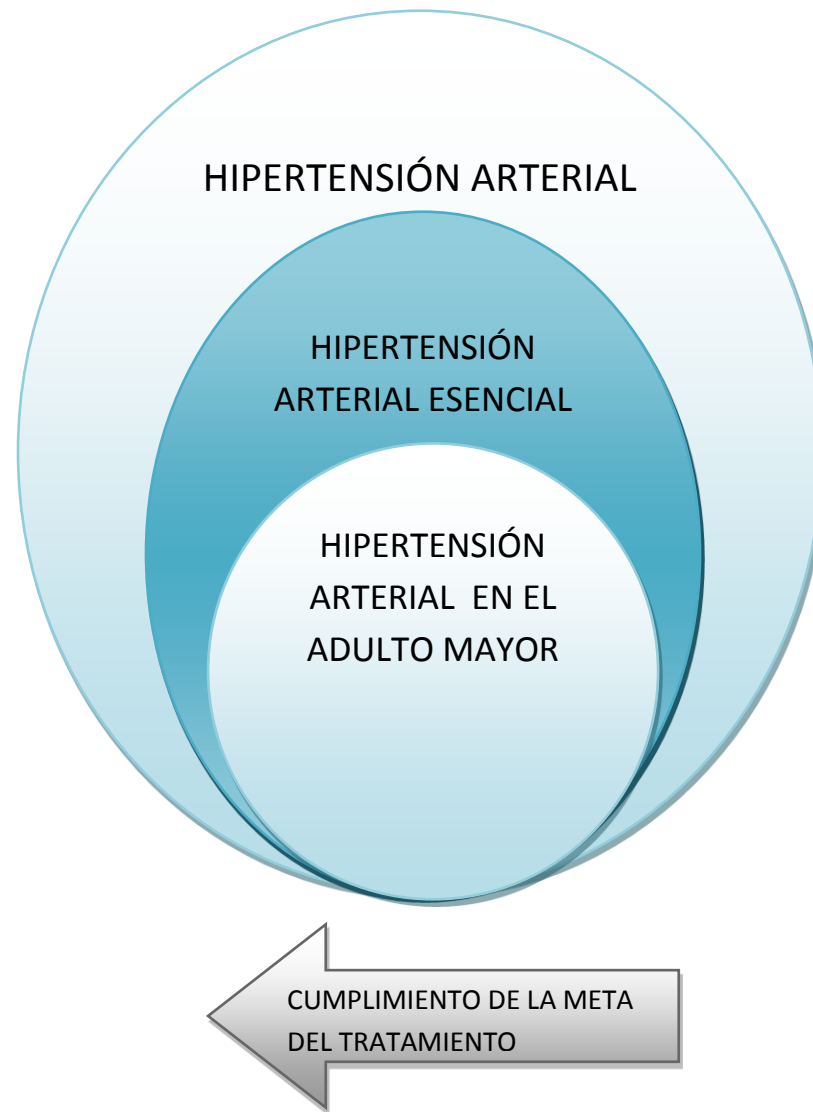 HIPERTENSIÓN ARTERIAL
HIPERTENSIÓN
ARTERIAL ESENCIAL
HIPERTENSIÓN
ARTERIAL EN EL
ADULTO MAYOR
CUMPLIMIENTO DE LA META
DEL TRATAMIENTO